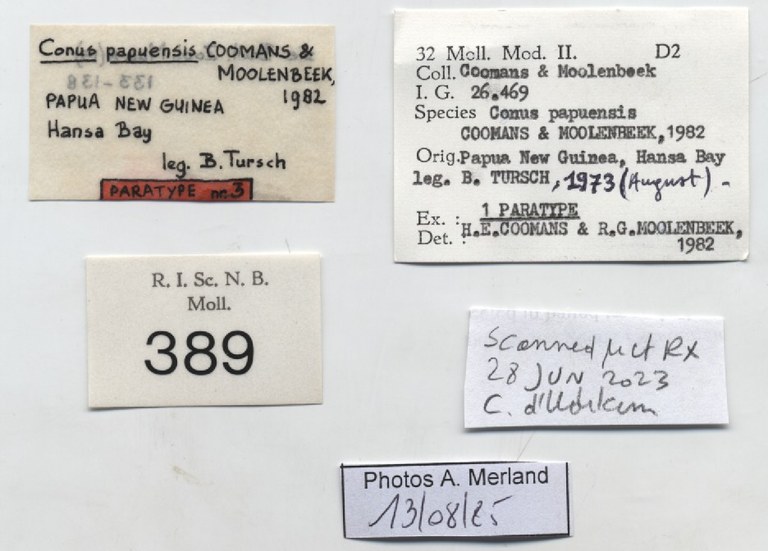 Conus papuensis COOMANS &
MOOLENBEEK,
1982
PAPUA NEW GUINEA
Hansa Bay
leg. B. Tursch
PARATYPE nr. 3
32 Moll. Mod. II. D2
Coll. Coomans & Moolenbeek
I. G. 26.469
Species Conus papuensis
COOMANS & MOOLENBEEK, 1982
Orig. Papua New Guinea, Hansa Bay
leg. B. TURSCH, 1973 (August) -
Ex. : 1 PARATYPE
Det. : H.E.COOMANS & R.G.MOOLENBEEK,
1982
R. I. Sc. N. B.
Moll.
389
Scanned µct RX
28 JUN 2023
C. d'Udekem
Photos A. Merland
13/08/25